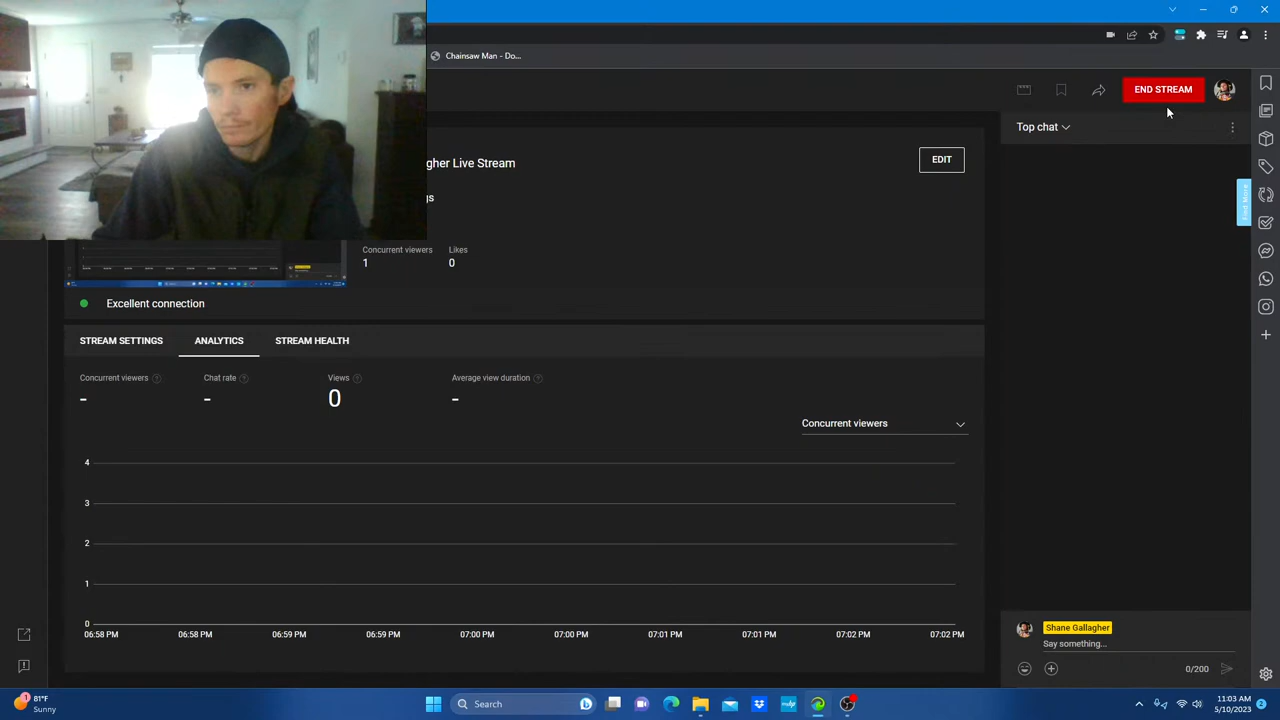 Chainsaw Man - Do...
END STREAM
Top chat
gher Live Stream
EDIT
gs
Concurrent viewers
Likes
1
0
Excellent connection
STREAM SETTINGS
ANALYTICS
STREAM HEALTH
Concurrent viewers
Chat rate
Views
Average view duration
-
-
0
-
Concurrent viewers
4
3
2
1
0
06:58 PM
06:58 PM
06:59 PM
06:59 PM
07:00 PM
07:00 PM
07:01 PM
07:01 PM
07:02 PM
07:02 PM
Shane Gallagher
Say something...
0/200
81°F
Sunny
Search
11:03 AM
5/10/2023